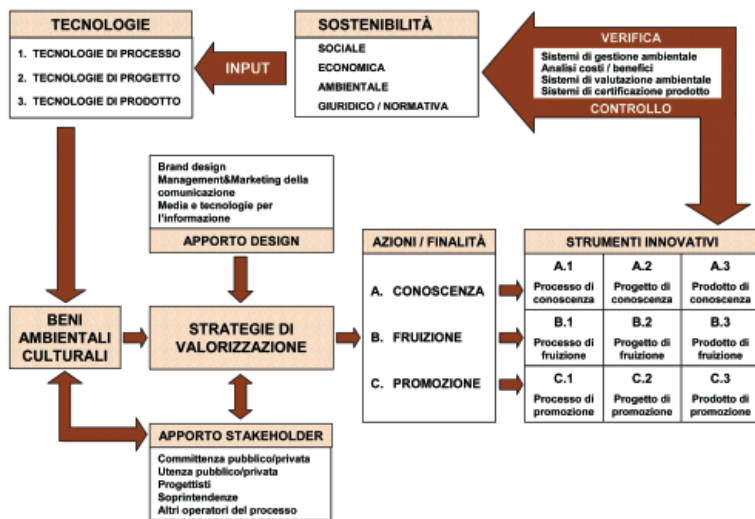 TECNOLOGIE
1. TECNOLOGIE DI PROCESSO
2. TECNOLOGIE DI PROGETTO
3. TECNOLOGIE DI PRODOTTO
INPUT
SOSTENIBILITÀ
SOCIALE
ECONOMICA
AMBIENTALE
GIURIDICO / NORMATIVA
VERIFICA
Sistemi di gestione ambientale
Analisi costi / benefici
Sistemi di valutazione ambientale
Sistemi di certificazione prodotto
CONTROLLO
Brand design
Management&Marketing della
comunicazione
Media e tecnologie per
l'informazione
APPORTO DESIGN
BENI
AMBIENTALI
CULTURALI
STRATEGIE DI
VALORIZZAZIONE
AZIONI / FINALITÀ
A. CONOSCENZA
B. FRUIZIONE
C. PROMOZIONE
STRUMENTI INNOVATIVI
A.1
Processo di
conoscenza
A.2
Progetto di
conoscenza
A.3
Prodotto di
conoscenza
B.1
Processo di
fruizione
B.2
Progetto di
fruizione
B.3
Prodotto di
fruizione
C.1
Processo di
promozione
C.2
Progetto di
promozione
C.3
Prodotto di
promozione
APPORTO STAKEHOLDER
Committenza pubblico/privata
Utenza pubblico/privata
Progettisti
Soprintendenze
Altri operatori del processo